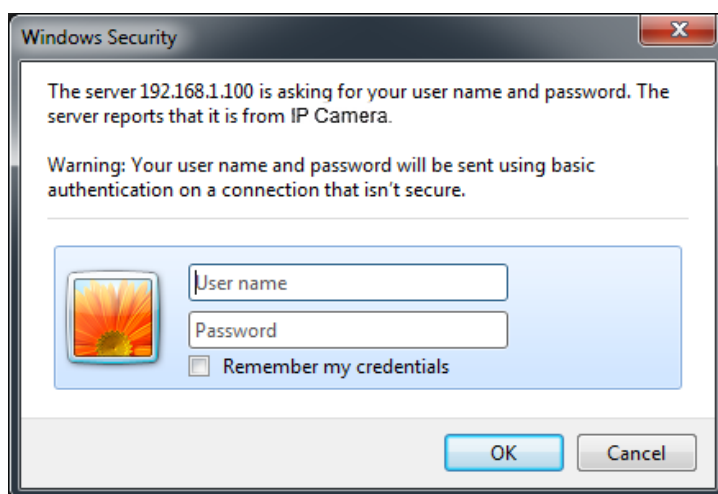 Windows Security
The server 192.168.1.100 is asking for your user name and password. The
server reports that it is from IP Camera.
Warning: Your user name and password will be sent using basic
authentication on a connection that isn't secure.
User name
Password
Remember my credentials
OK Cancel